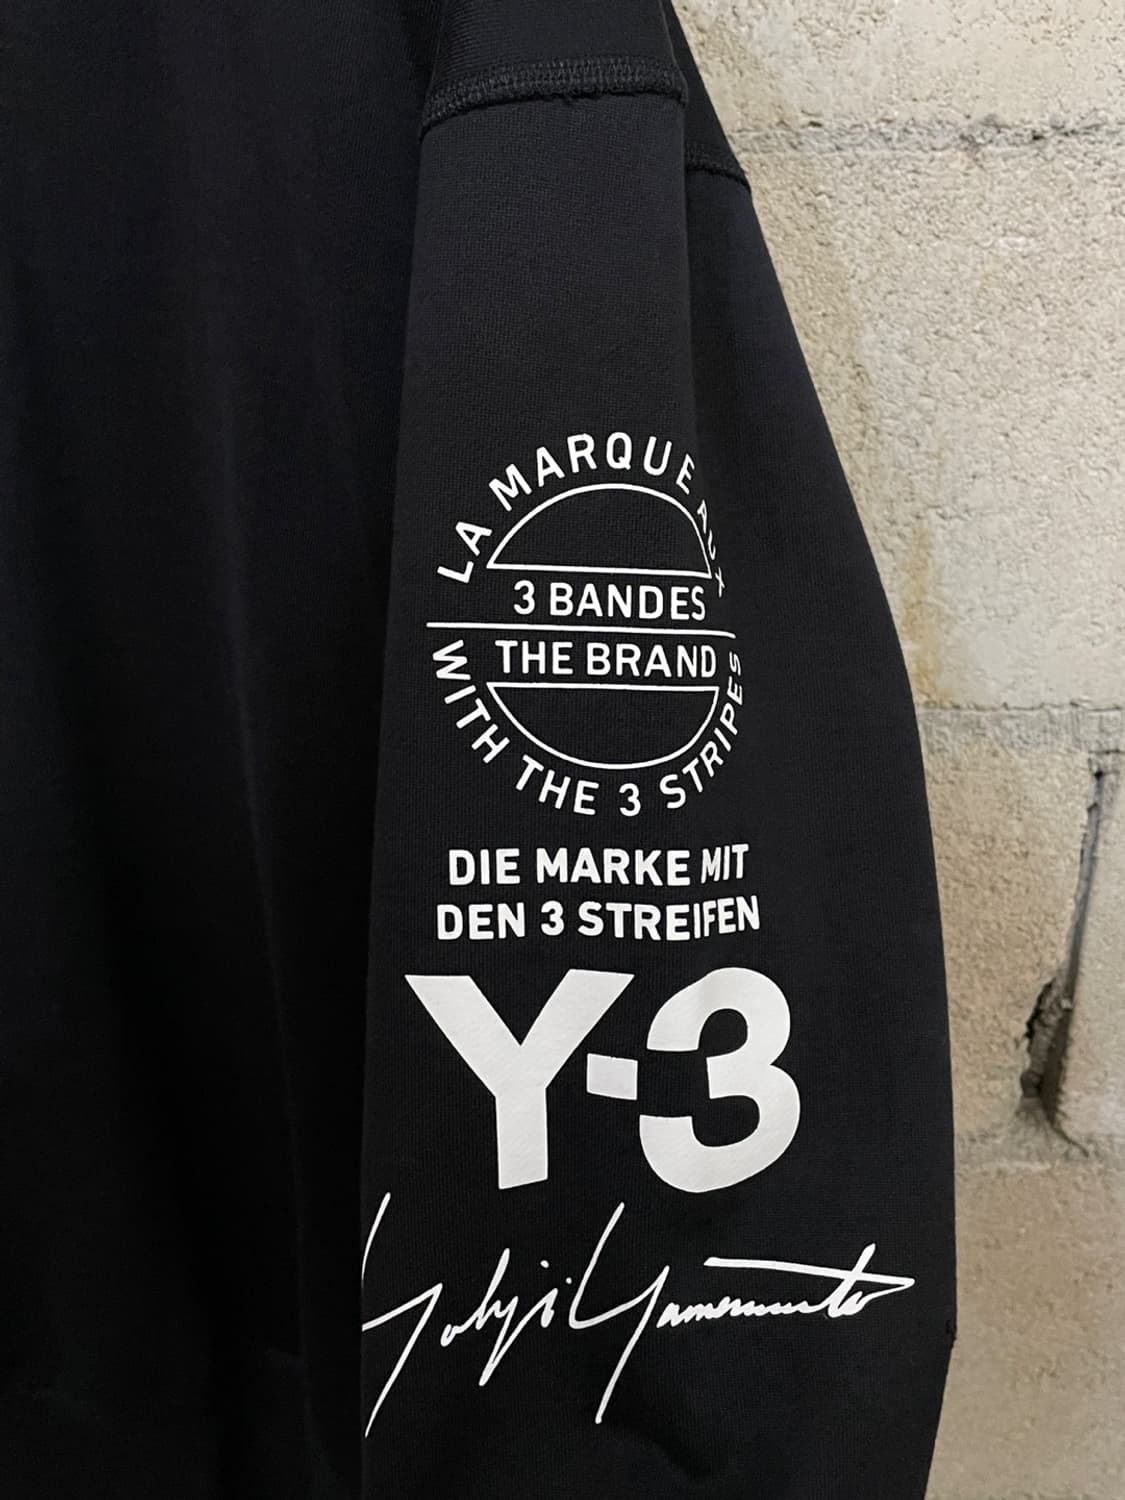 LA MARQUE AUX
3 BANDES
THE BRAND
WITH THE 3 STRIPES
DIE MARKE MIT
DEN 3 STREIFEN
Y-3
Yohji Yamamoto